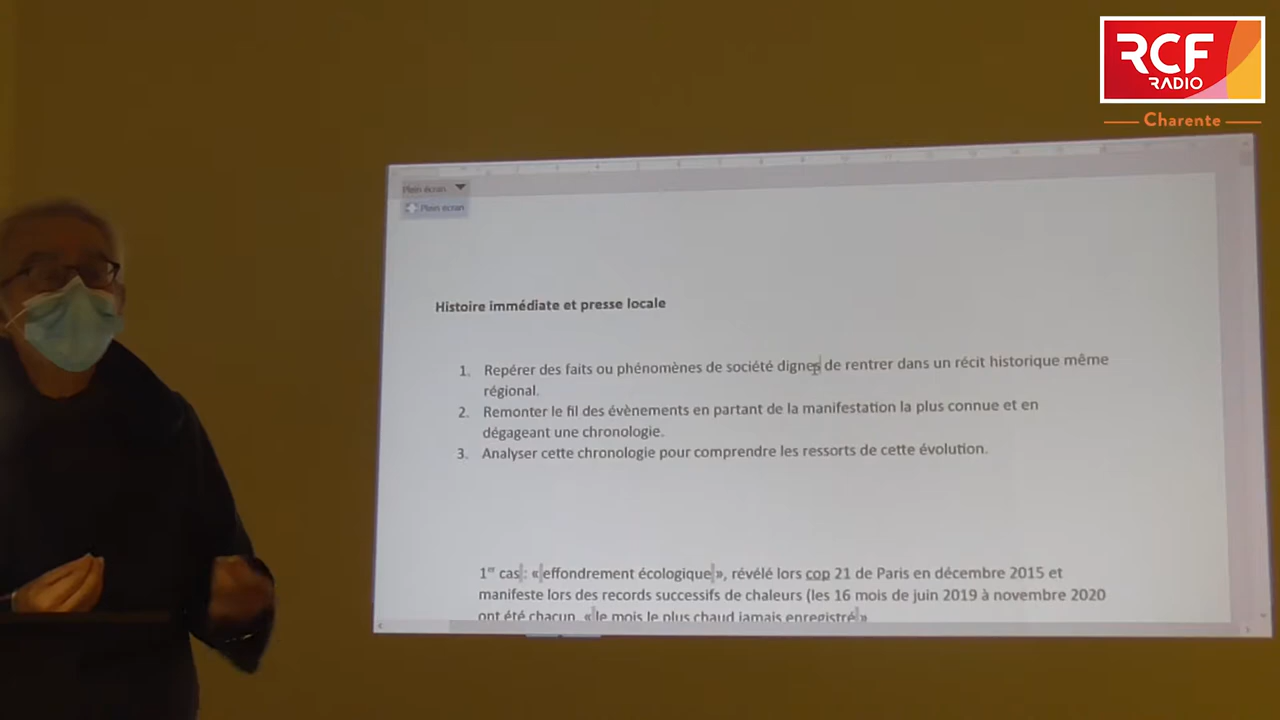 RCF
RADIO
Charente
Plein écran
Plein écran
Histoire immédiate et presse locale
1. Repérer des faits ou phénomènes de société dignes de rentrer dans un récit historique même
régional.
2. Remonter le fil des évènements en partant de la manifestation la plus connue et en
dégageant une chronologie.
3. Analyser cette chronologie pour comprendre les ressorts de cette évolution.
1er cas : « effondrement écologique », révélé lors cop 21 de Paris en décembre 2015 et
manifeste lors des records successifs de chaleurs (les 16 mois de juin 2019 à novembre 2020
ont été chacun « le mois le plus chaud jamais enregistré »